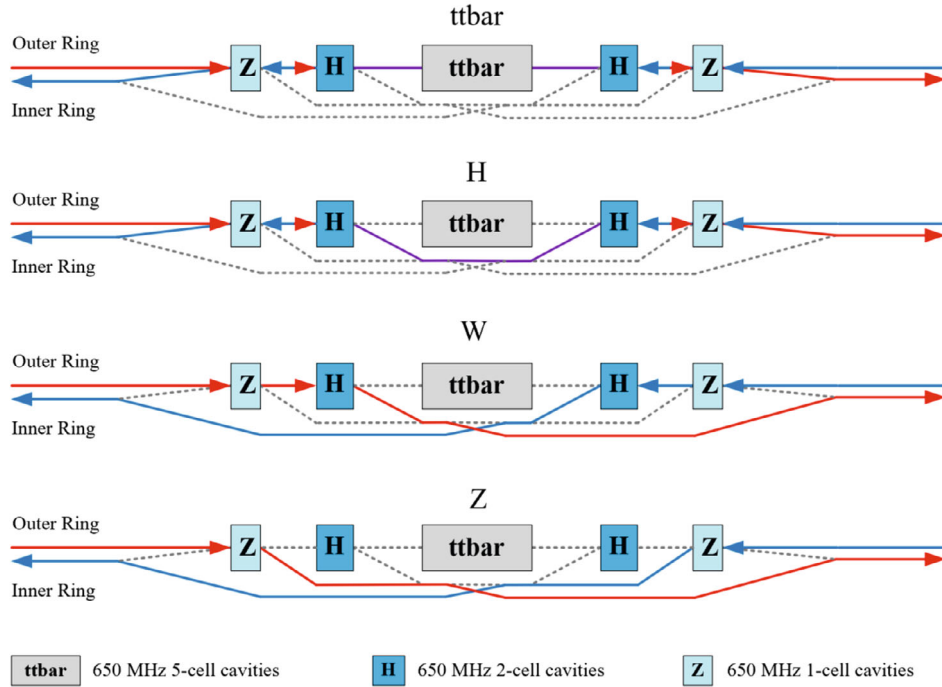 ttbar
Outer Ring
Z H ttbar H Z
Inner Ring
H
Outer Ring
Z H ttbar H Z
Inner Ring
W
Outer Ring
Z H ttbar H Z
Inner Ring
Z
Outer Ring
Z H ttbar H Z
Inner Ring
ttbar 650 MHz 5-cell cavities H 650 MHz 2-cell cavities Z 650 MHz 1-cell cavities